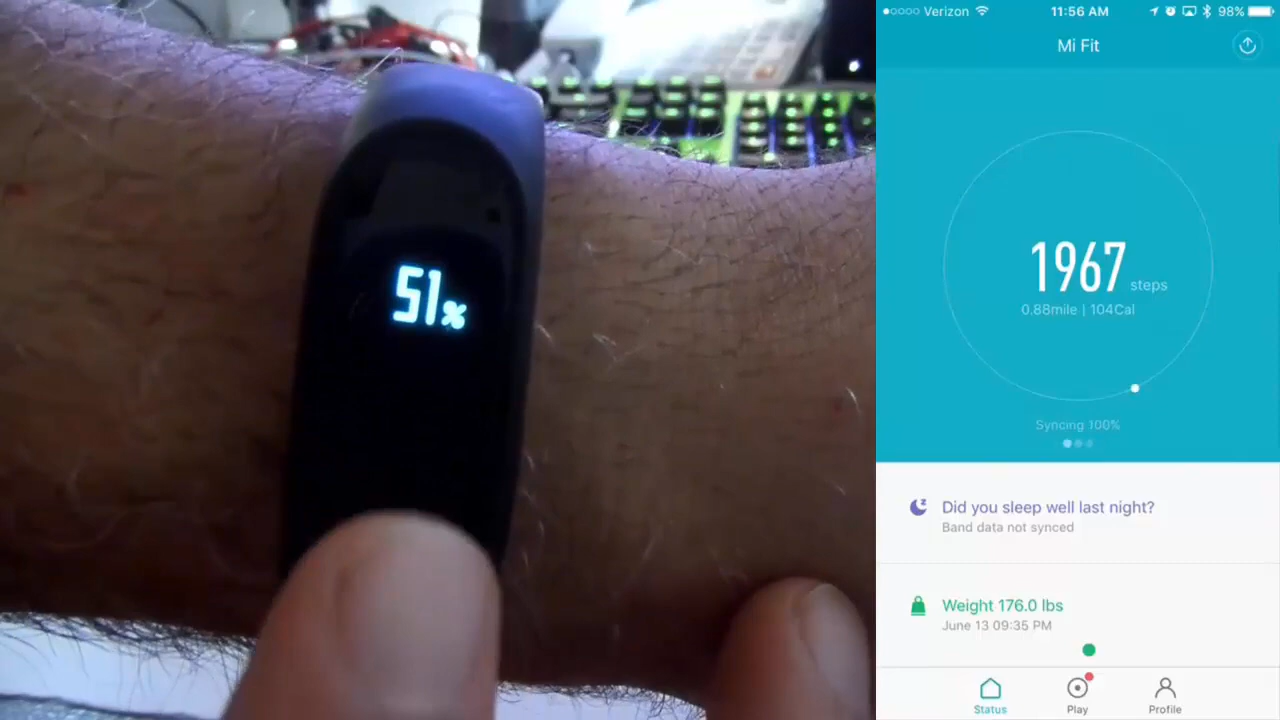 51%
Verizon 11:56 AM 98%
Mi Fit
1967 steps
0.88mile | 104Cal
Syncing 100%
Did you sleep well last night?
Band data not synced
Weight 176.0 lbs
June 13 09:35 PM
Status Play Profile